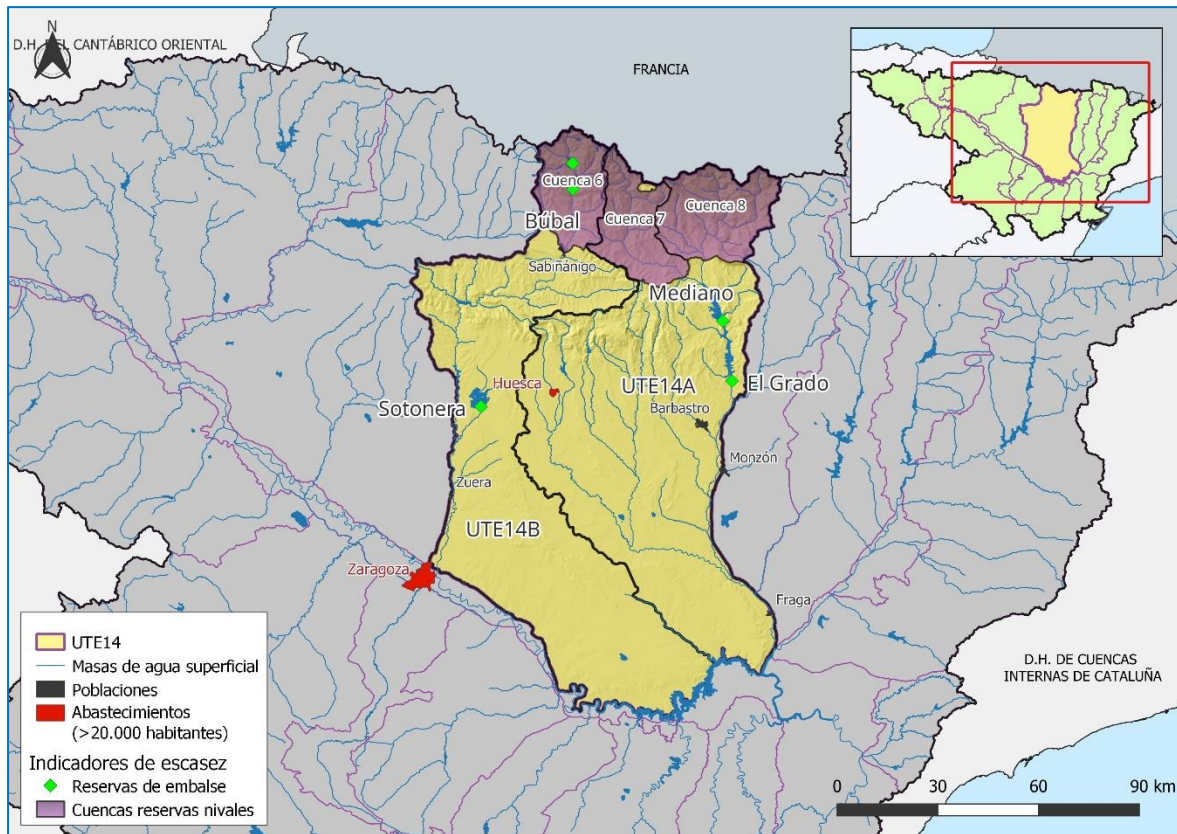 N
D.H. DEL CANTÁBRICO ORIENTAL
FRANCIA
Cuenca 6
Cuenca 7
Cuenca 8
Búbal
Sabiñánigo
Mediano
Huesca
UTE14A
El Grado
Sotonera
Barbastro
Monzón
Zuera
UTE14B
Zaragoza
Fraga
D.H. DE CUENCAS
INTERNAS DE CATALUÑA
UTE14
Masas de agua superficial
Poblaciones
Abastecimientos
(>20.000 habitantes)
Indicadores de escasez
Reservas de embalse
Cuencas reservas nivales
0 30 60 90 km